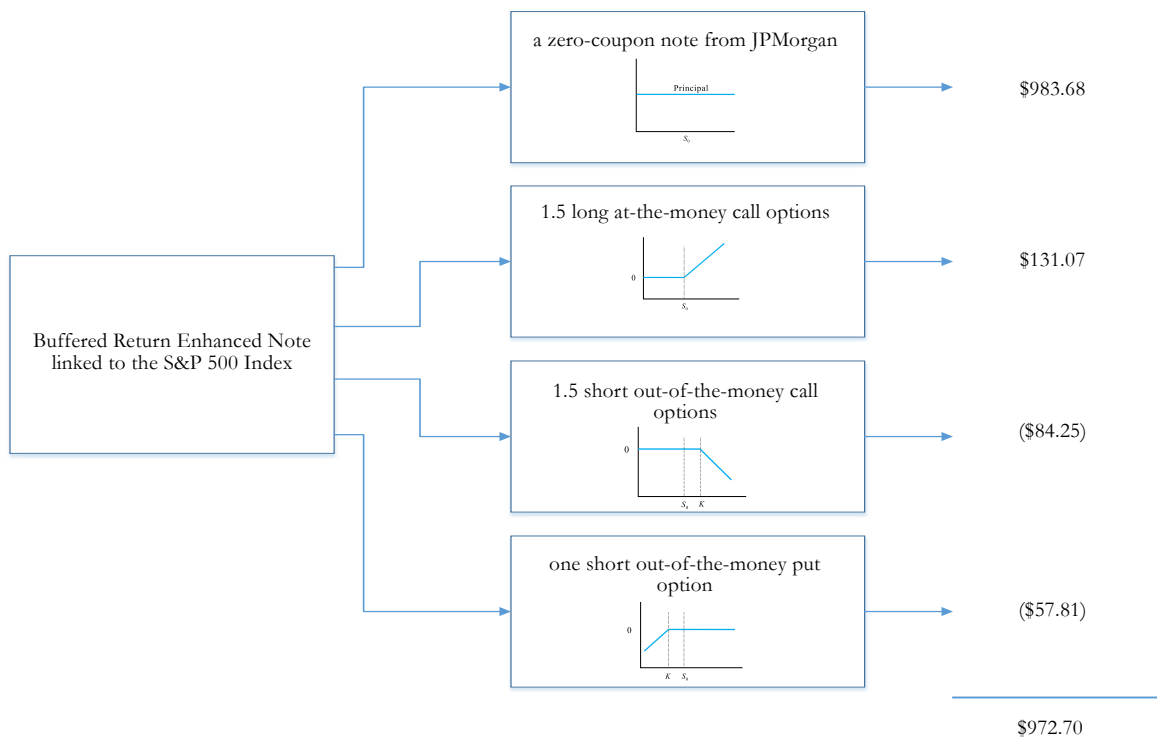 a zero-coupon note from JPMorgan
Principal
S₀
$983.68
1.5 long at-the-money call options
0
S₀
$131.07
Buffered Return Enhanced Note
linked to the S&P 500 Index
1.5 short out-of-the-money call
options
0
S₀ K
($84.25)
one short out-of-the-money put
option
0
K S₀
($57.81)
$972.70